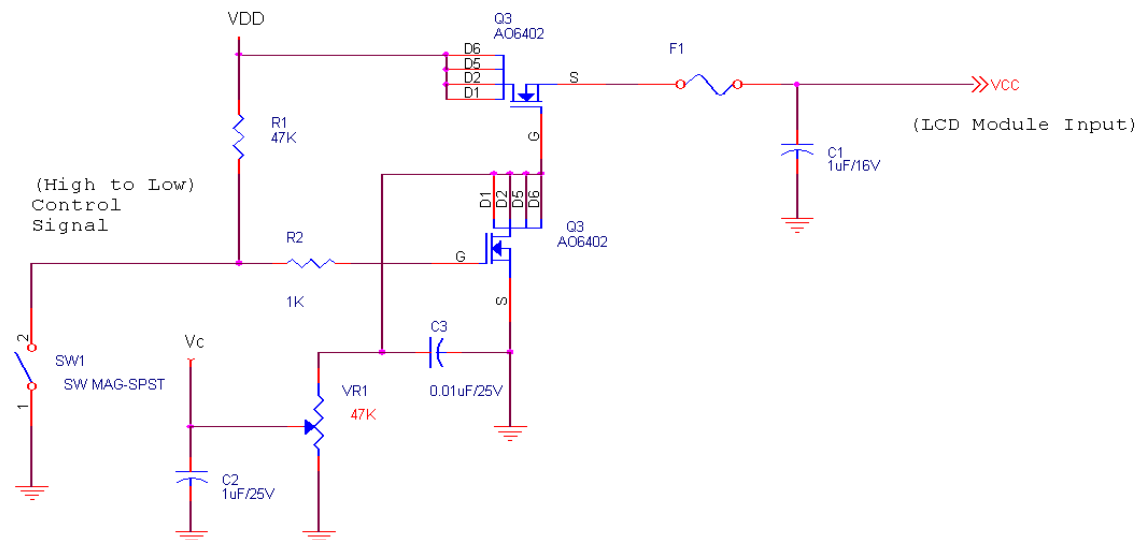 VDD
Q3
AO6402
D6
D5
D2
D1
S
G
F1
VCC
(LCD Module Input)
C1
1uF/16V
R1
47K
(High to Low)
Control
Signal
R2
1K
D1
D2
D5
D6
Q3
AO6402
G
S
2
1
SW1
SW MAG-SPST
Vc
VR1
47K
C3
0.01uF/25V
C2
1uF/25V